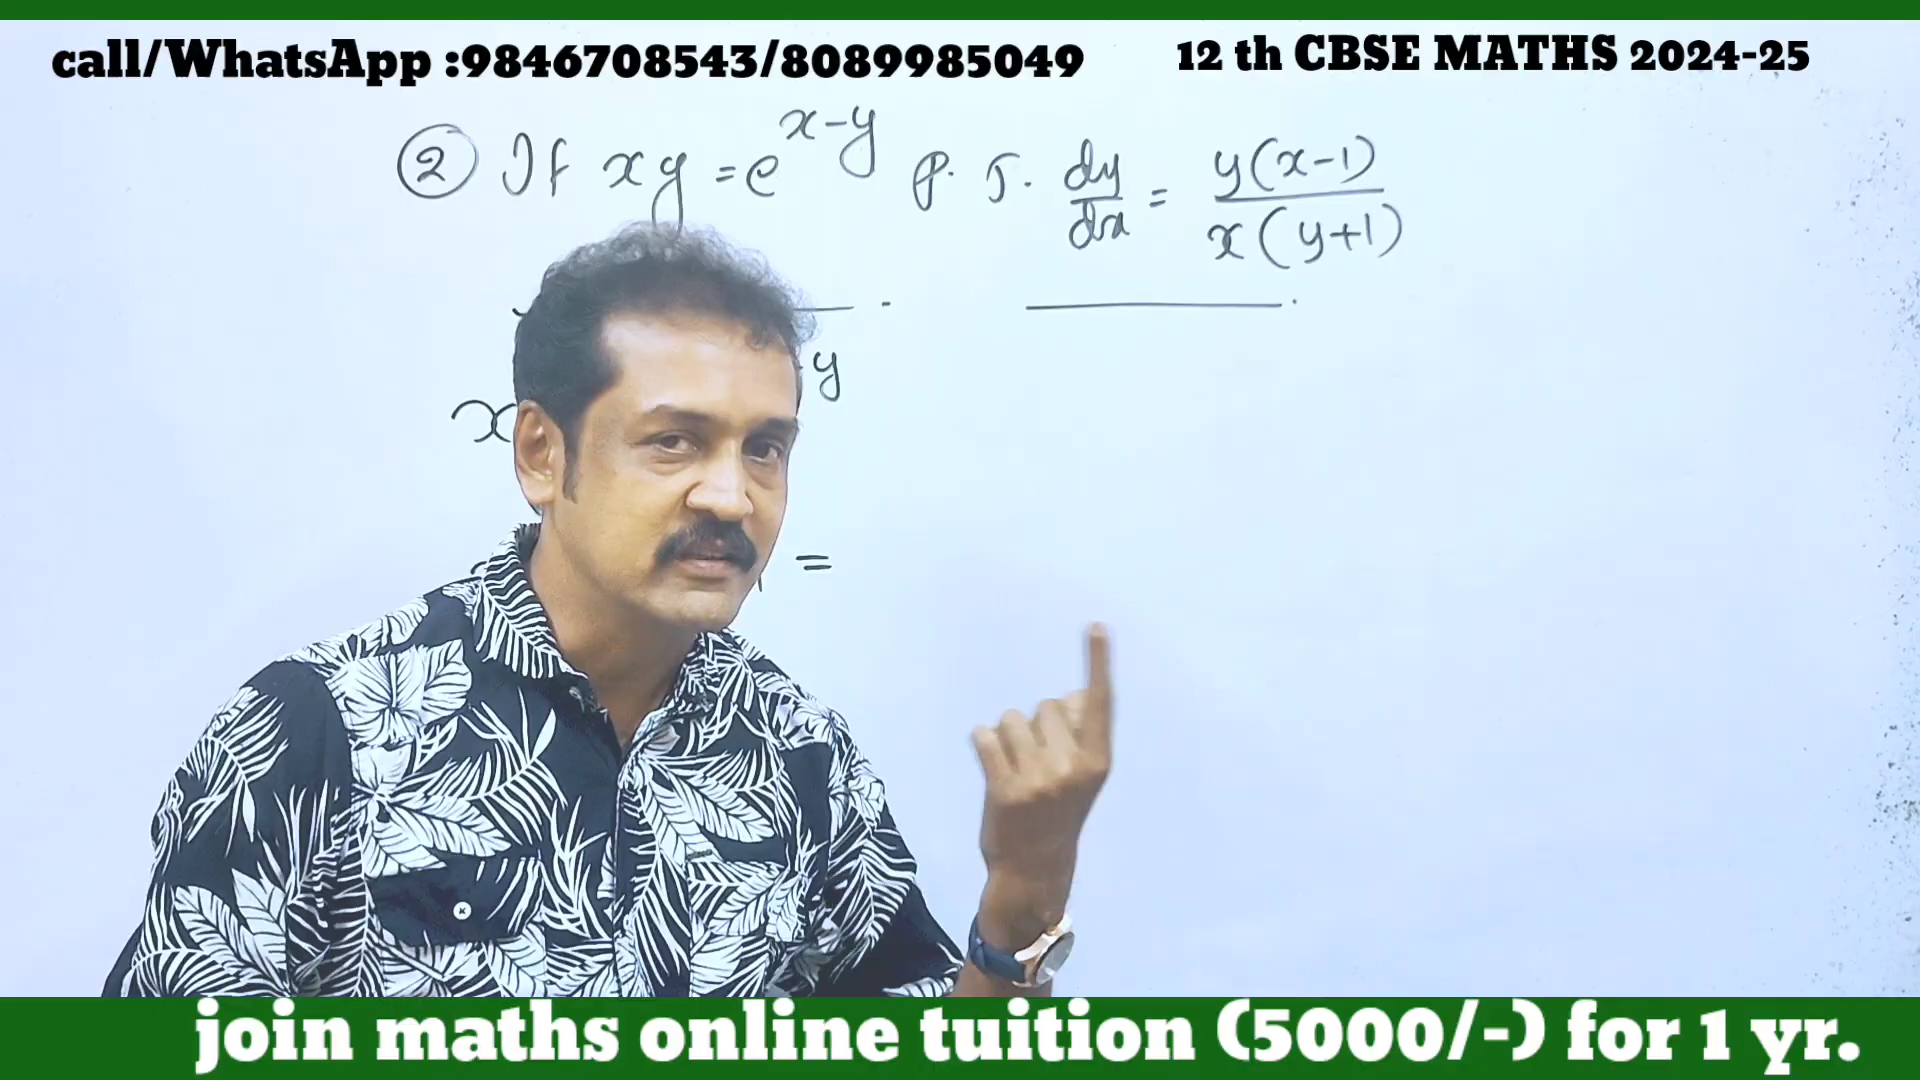 call/WhatsApp :9846708543/8089985049
12 th CBSE MATHS 2024-25
② If xy = e^{x-y} P. T. dy/dx = y(x-1)/x(y+1)
y
x
=
join maths online tuition (5000/-) for 1 yr.